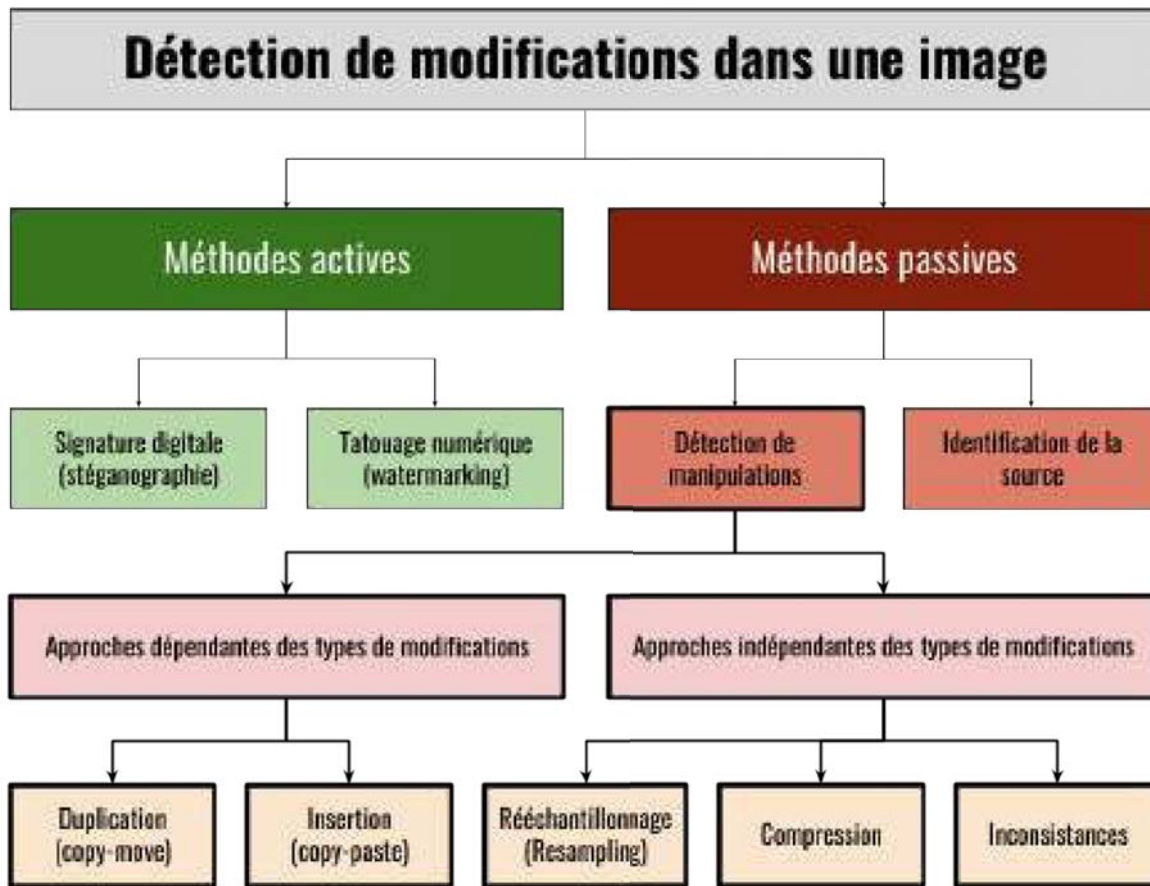 Détection de modifications dans une image
Méthodes actives
Méthodes passives
Signature digitale
(stéganographie)
Tatouage numérique
(watermarking)
Détection de
manipulations
Identification de la
source
Approches dépendantes des types de modifications
Approches indépendantes des types de modifications
Duplication
(copy-move)
Insertion
(copy-paste)
Rééchantillonnage
(Resampling)
Compression
Inconsistances